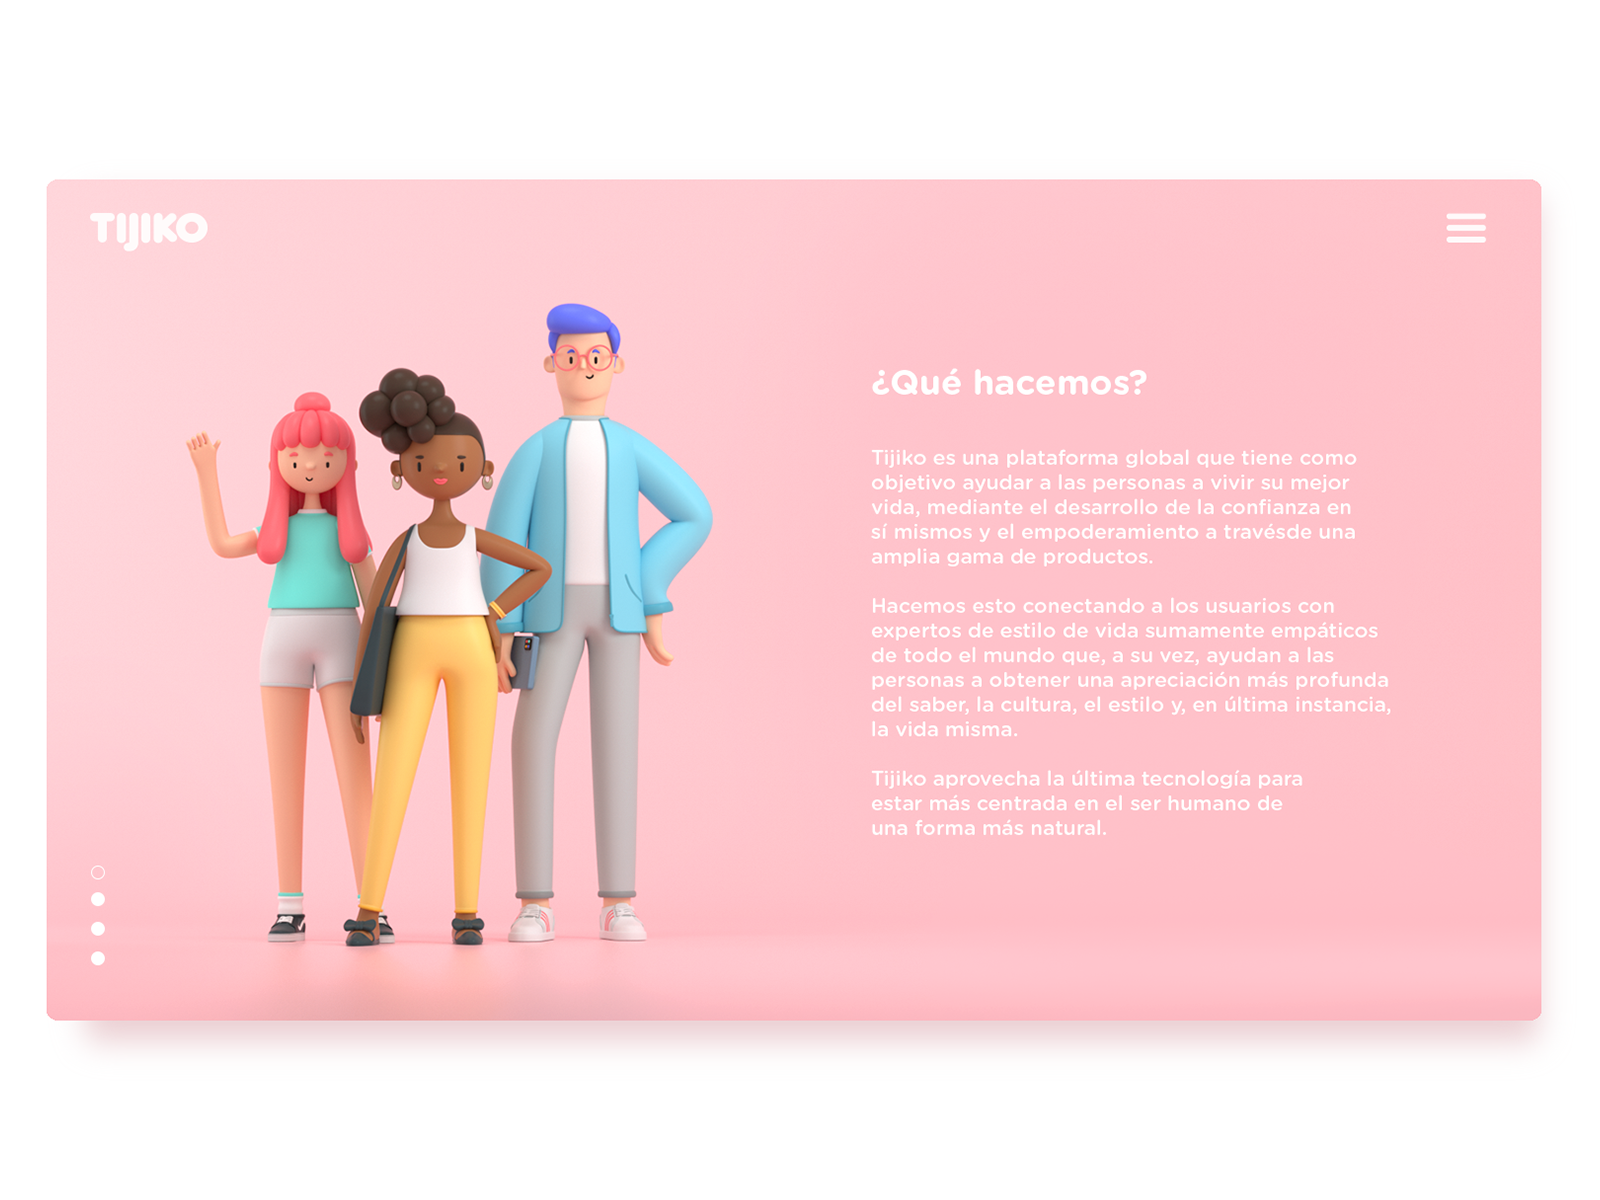 TIJIKO
¿Qué hacemos?
Tijiko es una plataforma global que tiene como
objetivo ayudar a las personas a vivir su mejor
vida, mediante el desarrollo de la confianza en
sí mismos y el empoderamiento a travésde una
amplia gama de productos.
Hacemos esto conectando a los usuarios con
expertos de estilo de vida sumamente empáticos
de todo el mundo que, a su vez, ayudan a las
personas a obtener una apreciación más profunda
del saber, la cultura, el estilo y, en última instancia,
la vida misma.
Tijiko aprovecha la última tecnología para
estar más centrada en el ser humano de
una forma más natural.